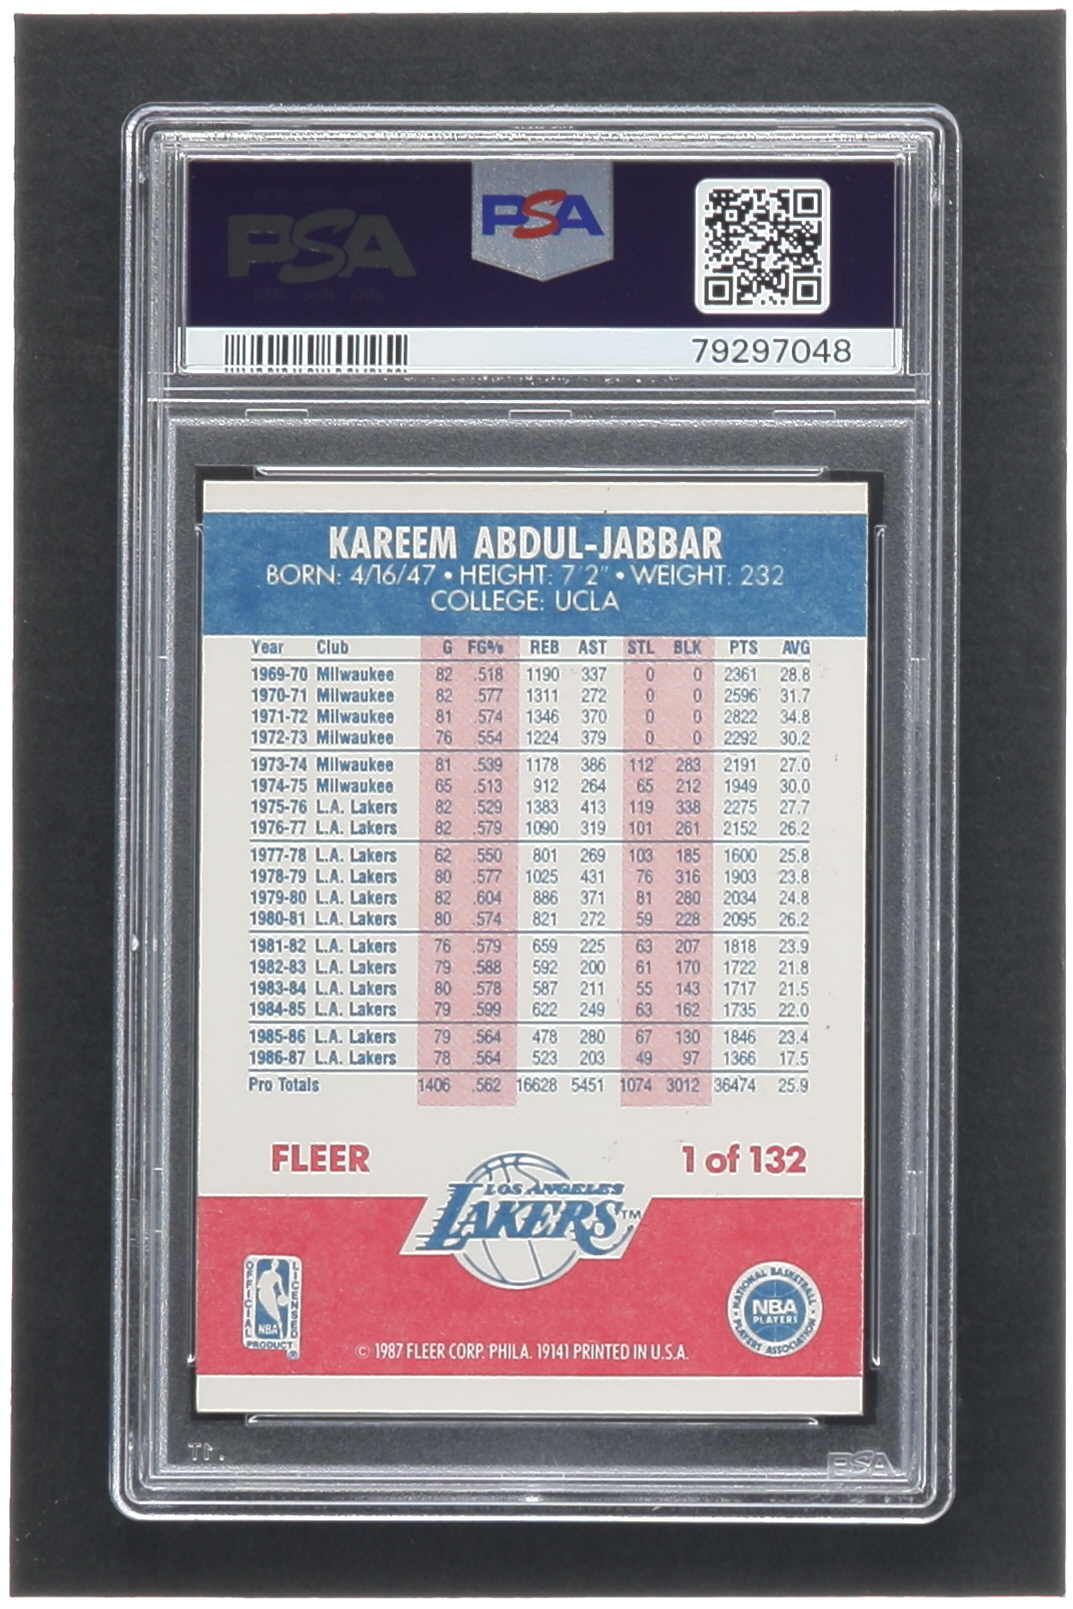 PSA
PSA
79297048
KAREEM ABDUL-JABBAR
BORN: 4/16/47 • HEIGHT: 7'2" • WEIGHT: 232
COLLEGE: UCLA
Year Club G FG% REB AST STL BLK PTS AVG
1969-70 Milwaukee 82 .518 1190 337 0 0 2361 28.8
1970-71 Milwaukee 82 .577 1311 272 0 0 2596 31.7
1971-72 Milwaukee 81 .574 1346 370 0 0 2822 34.8
1972-73 Milwaukee 76 .554 1224 379 0 0 2292 30.2
1973-74 Milwaukee 81 .539 1178 386 112 283 2191 27.0
1974-75 Milwaukee 65 .513 912 264 65 212 1949 30.0
1975-76 L.A. Lakers 82 .529 1383 413 119 338 2275 27.7
1976-77 L.A. Lakers 82 .579 1090 319 101 261 2152 26.2
1977-78 L.A. Lakers 62 .550 801 269 103 185 1600 25.8
1978-79 L.A. Lakers 80 .577 1025 431 76 316 1903 23.8
1979-80 L.A. Lakers 82 .604 886 371 81 280 2034 24.8
1980-81 L.A. Lakers 80 .574 821 272 59 228 2095 26.2
1981-82 L.A. Lakers 76 .579 659 225 63 207 1818 23.9
1982-83 L.A. Lakers 79 .588 592 200 61 170 1722 21.8
1983-84 L.A. Lakers 80 .578 587 211 55 143 1717 21.5
1984-85 L.A. Lakers 79 .599 622 249 63 162 1735 22.0
1985-86 L.A. Lakers 79 .564 478 280 67 130 1846 23.4
1986-87 L.A. Lakers 78 .564 523 203 49 97 1366 17.5
Pro Totals 1406 .562 16628 5451 1074 3012 36474 25.9
FLEER 1 of 132
LOS ANGELES
LAKERS™
OFFICIAL LICENSED
NBA
PRODUCT ®
NATIONAL BASKETBALL
NBA
PLAYERS
PLAYERS ASSOCIATION
© 1987 FLEER CORP. PHILA. 19141 PRINTED IN U.S.A.
PSA